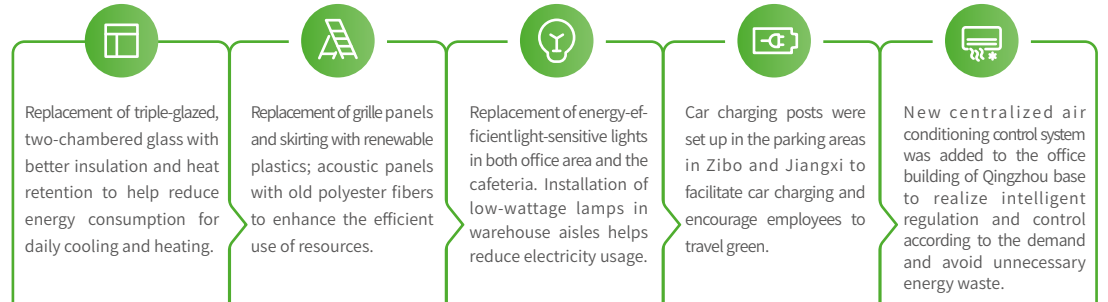 Replacement of triple-glazed,
two-chambered glass with
better insulation and heat
retention to help reduce
energy consumption for
daily cooling and heating.
Replacement of grille panels
and skirting with renewable
plastics; acoustic panels
with old polyester fibers
to enhance the efficient
use of resources.
Replacement of energy-ef-
ficient light-sensitive lights
in both office area and the
cafeteria. Installation of
low-wattage lamps in
warehouse aisles helps
reduce electricity usage.
Car charging posts were
set up in the parking areas
in Zibo and Jiangxi to
facilitate car charging and
encourage employees to
travel green.
New centralized air
conditioning control system
was added to the office
building of Qingzhou base
to realize intelligent
regulation and control
according to the demand
and avoid unnecessary
energy waste.